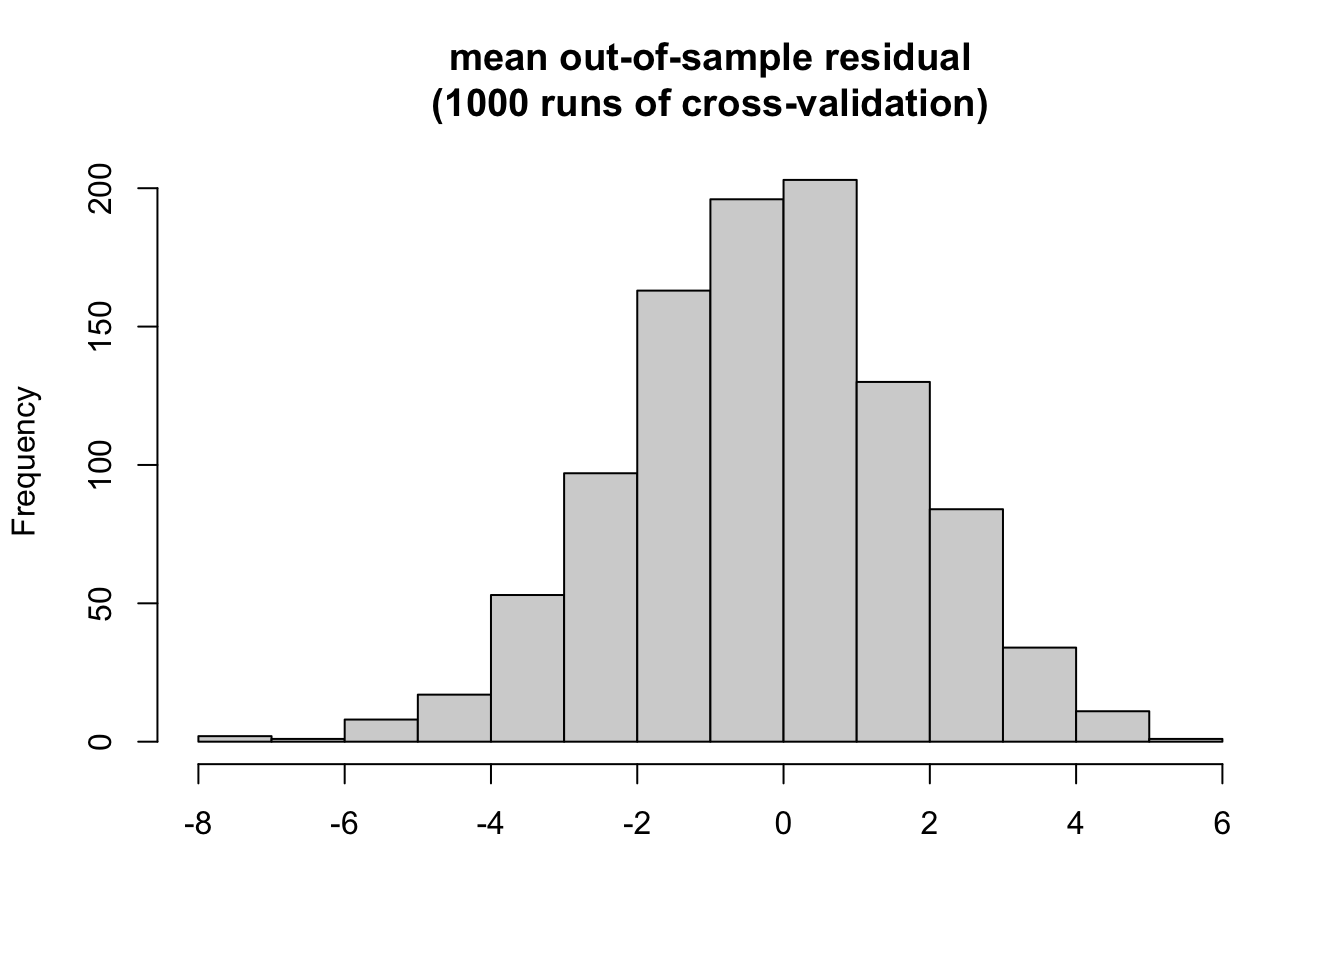 mean out-of-sample residual
(1000 runs of cross-validation)
Frequency
200
150
100
50
0
-8 -6 -4 -2 0 2 4 6